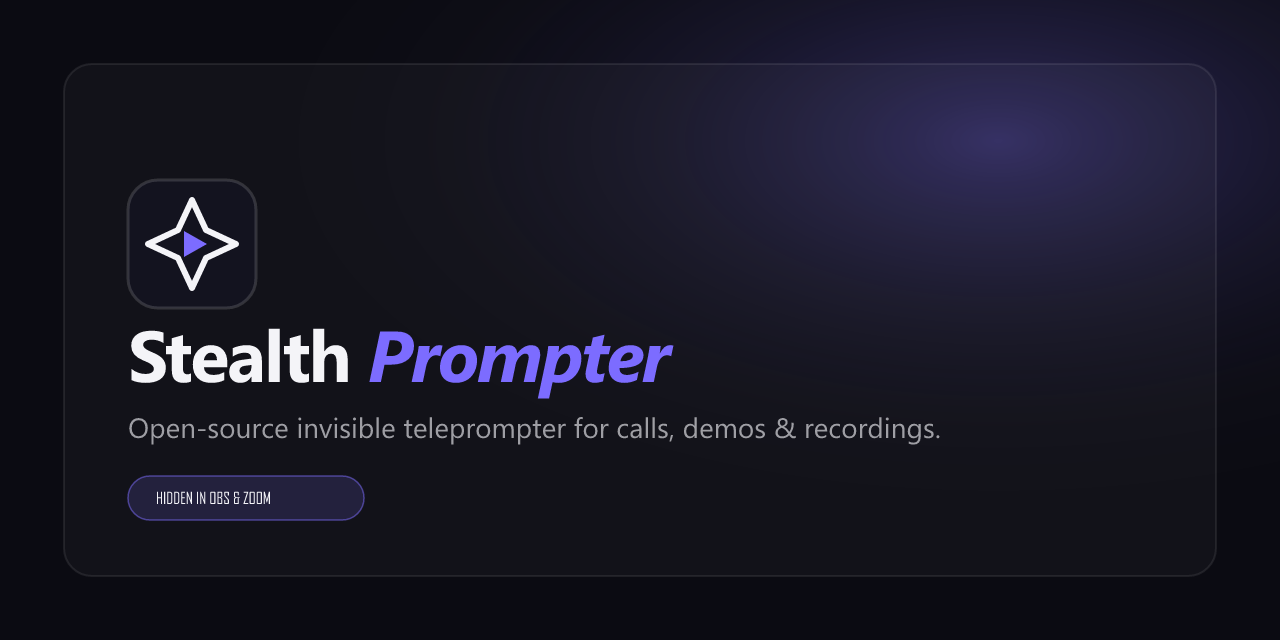 Stealth Prompter
Open-source invisible teleprompter for calls, demos & recordings.
HIDDEN IN OBS & ZOOM